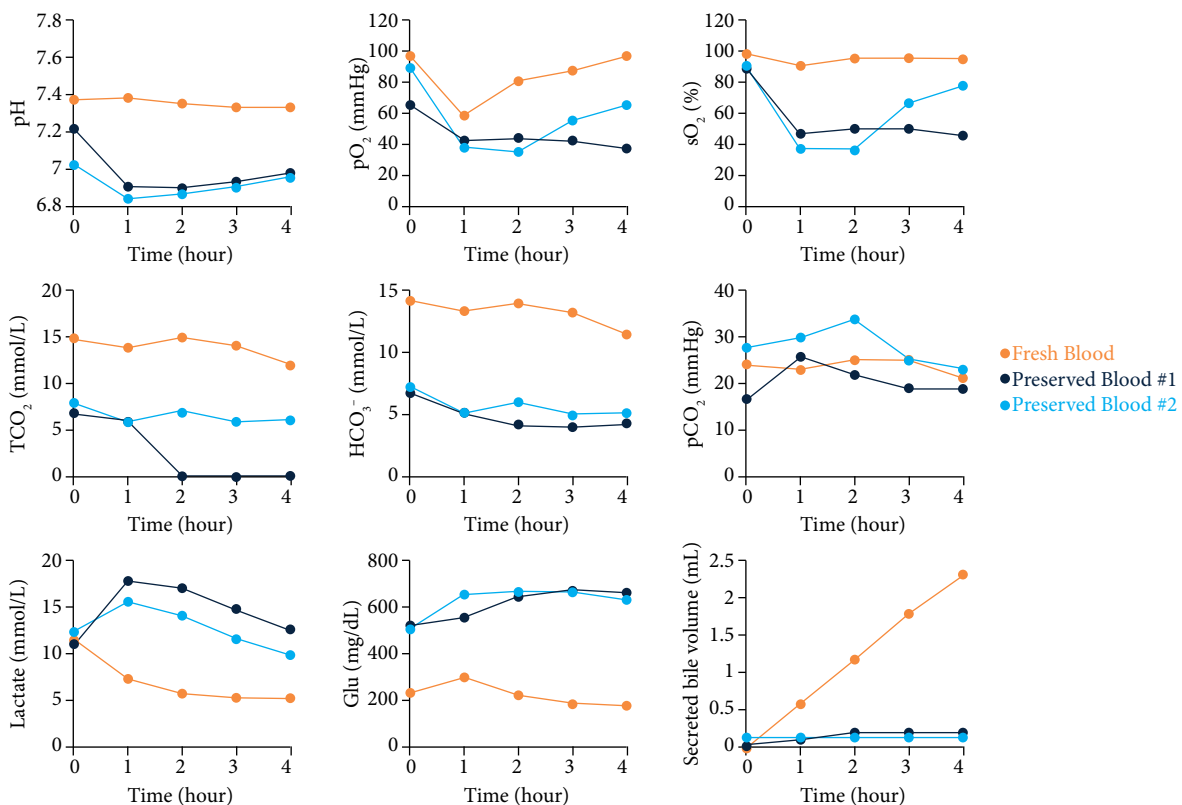 pH
7.8
7.6
7.4
7.2
7
6.8
0 1 2 3 4
Time (hour)
pO2 (mmHg)
120
100
80
60
40
20
0
0 1 2 3 4
Time (hour)
sO2 (%)
120
100
80
60
40
20
0
0 1 2 3 4
Time (hour)
TCO2 (mmol/L)
20
15
10
5
0
0 1 2 3 4
Time (hour)
HCO3− (mmol/L)
15
10
5
0
0 1 2 3 4
Time (hour)
pCO2 (mmHg)
40
30
20
10
0
0 1 2 3 4
Time (hour)
Fresh Blood
Preserved Blood #1
Preserved Blood #2
Lactate (mmol/L)
20
15
10
5
0
0 1 2 3 4
Time (hour)
Glu (mg/dL)
800
600
400
200
0
0 1 2 3 4
Time (hour)
Secreted bile volume (mL)
2.5
2
1.5
1
0.5
0
0 1 2 3 4
Time (hour)